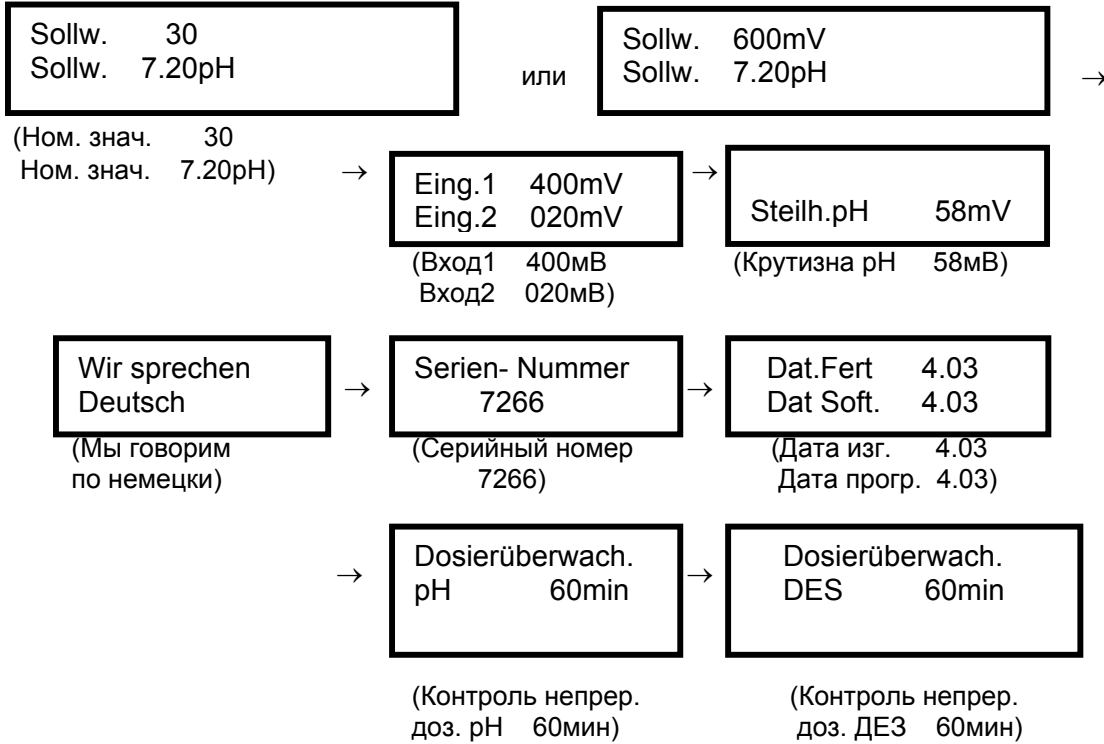 Sollw. 30
Sollw. 7.20pH
или
Sollw. 600mV
Sollw. 7.20pH
→
(Ном. знач. 30
Ном. знач. 7.20pH)
→
Eing.1 400mV
Eing.2 020mV
(Вход1 400мВ
Вход2 020мВ)
→
Steilh.pH 58mV
(Крутизна pH 58мВ)
Wir sprechen
Deutsch
(Мы говорим
по немецки)
→
Serien- Nummer
7266
(Серийный номер
7266)
→
Dat.Fert 4.03
Dat Soft. 4.03
(Дата изг. 4.03
Дата прогр. 4.03)
→
Dosierüberwach.
pH 60min
(Контроль непрер.
доз. pH 60мин)
→
Dosierüberwach.
DES 60min
(Контроль непрер.
доз. ДЕЗ 60мин)